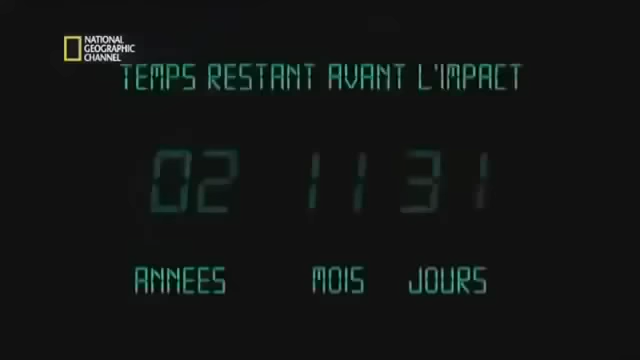 NATIONAL
GEOGRAPHIC
CHANNEL
TEMPS RESTANT AVANT L'IMPACT
02 11 31
ANNEES MOIS JOURS